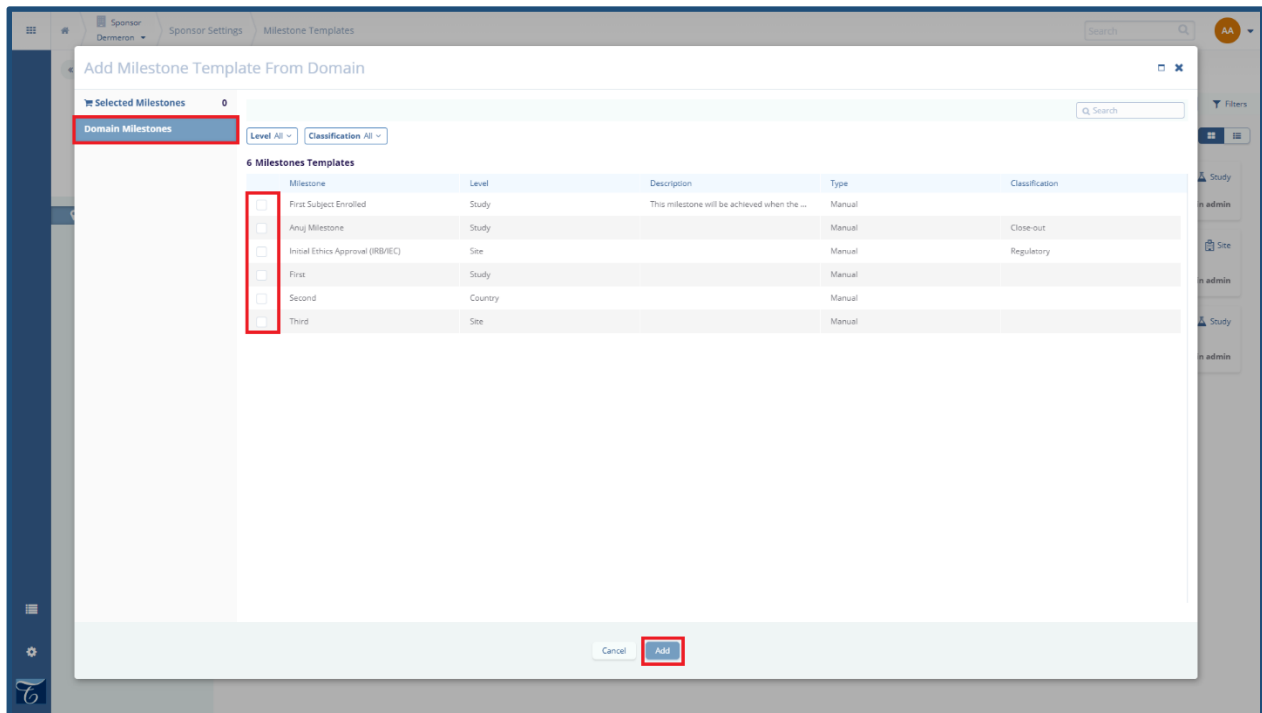 Sponsor
Dermeron
Sponsor Settings
Milestone Templates
Search
AA
Add Milestone Template From Domain
Selected Milestones 0
Domain Milestones
Search
Filters
Level All
Classification All
6 Milestones Templates
Milestone Level Description Type Classification
First Subject Enrolled Study This milestone will be achieved when the ... Manual
Anuj Milestone Study Manual Close-out
Initial Ethics Approval (IRB/IEC) Site Manual Regulatory
First Study Manual
Second Country Manual
Third Site Manual
Study
n admin
Site
n admin
Study
n admin
Cancel
Add